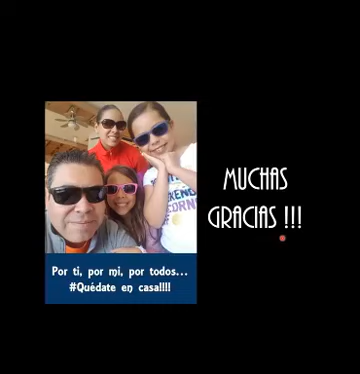 MUCHAS
GRACIAS !!!
Por ti, por mi, por todos...
#Quédate en casa!!!!